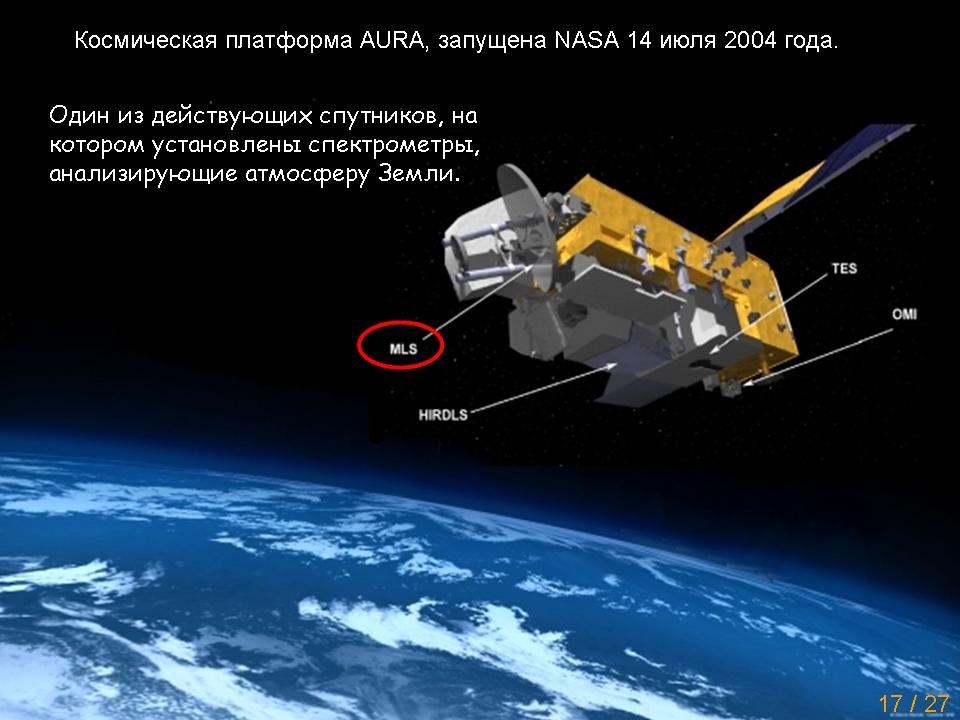 Космическая платформа AURA, запущена NASA 14 июля 2004 года.
Один из действующих спутников, на
котором установлены спектрометры,
анализирующие атмосферу Земли.
TES
OMI
MLS
HIRDLS
17 / 27